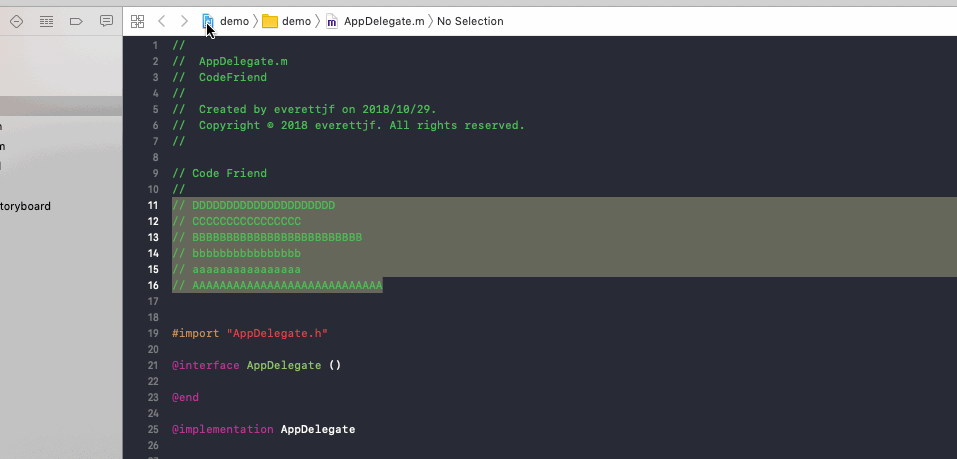 demo demo m AppDelegate.m No Selection
m
toryboard
1 //
2 //  AppDelegate.m
3 //  CodeFriend
4 //
5 //  Created by everettjf on 2018/10/29.
6 //  Copyright © 2018 everettjf. All rights reserved.
7 //
8
9 // Code Friend
10 //
11 // DDDDDDDDDDDDDDDDDDDDD
12 // CCCCCCCCCCCCCCCC
13 // BBBBBBBBBBBBBBBBBBBBBBBBB
14 // bbbbbbbbbbbbbbbb
15 // aaaaaaaaaaaaaaaa
16 // AAAAAAAAAAAAAAAAAAAAAAAAAAAA
17
18
19 #import "AppDelegate.h"
20
21 @interface AppDelegate ()
22
23 @end
24
25 @implementation AppDelegate
26